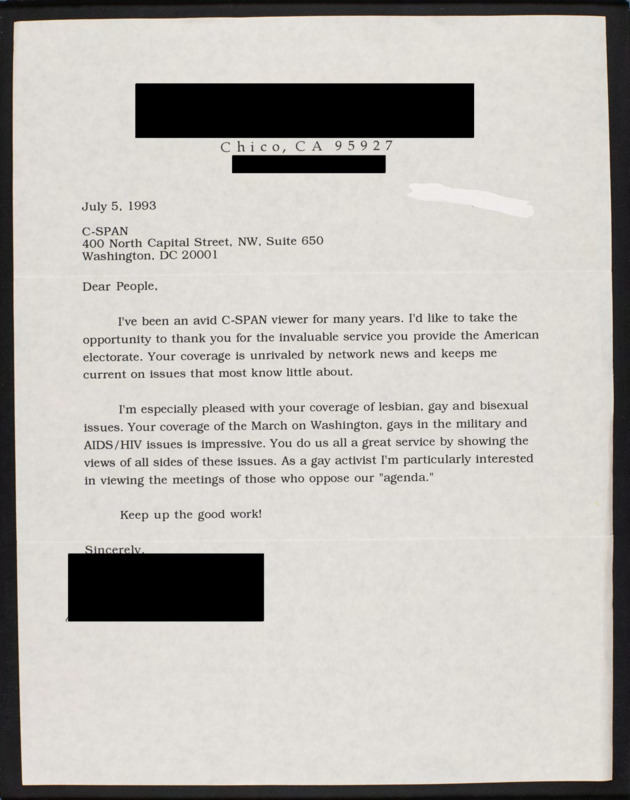 Chico, CA 95927
July 5, 1993
C-SPAN
400 North Capital Street, NW, Suite 650
Washington, DC 20001
Dear People,
I've been an avid C-SPAN viewer for many years. I'd like to take the
opportunity to thank you for the invaluable service you provide the American
electorate. Your coverage is unrivaled by network news and keeps me
current on issues that most know little about.
I'm especially pleased with your coverage of lesbian, gay and bisexual
issues. Your coverage of the March on Washington, gays in the military and
AIDS/HIV issues is impressive. You do us all a great service by showing the
views of all sides of these issues. As a gay activist I'm particularly interested
in viewing the meetings of those who oppose our "agenda."
Keep up the good work!
Sincerely,